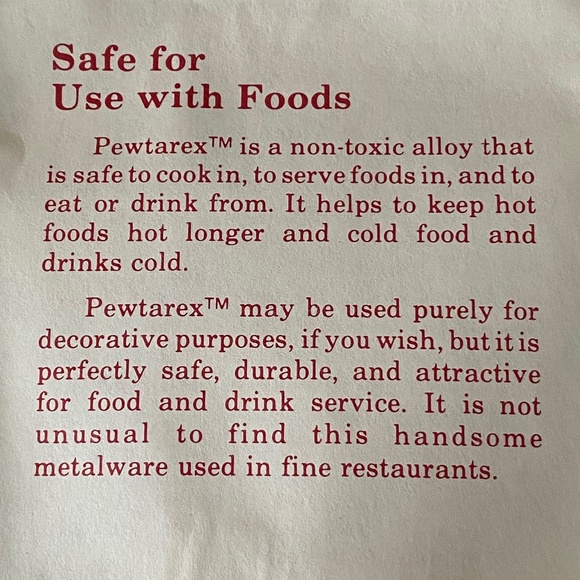 Safe for
Use with Foods
Pewtarex™ is a non-toxic alloy that
is safe to cook in, to serve foods in, and to
eat or drink from. It helps to keep hot
foods hot longer and cold food and
drinks cold.
Pewtarex™ may be used purely for
decorative purposes, if you wish, but it is
perfectly safe, durable, and attractive
for food and drink service. It is not
unusual to find this handsome
metalware used in fine restaurants.